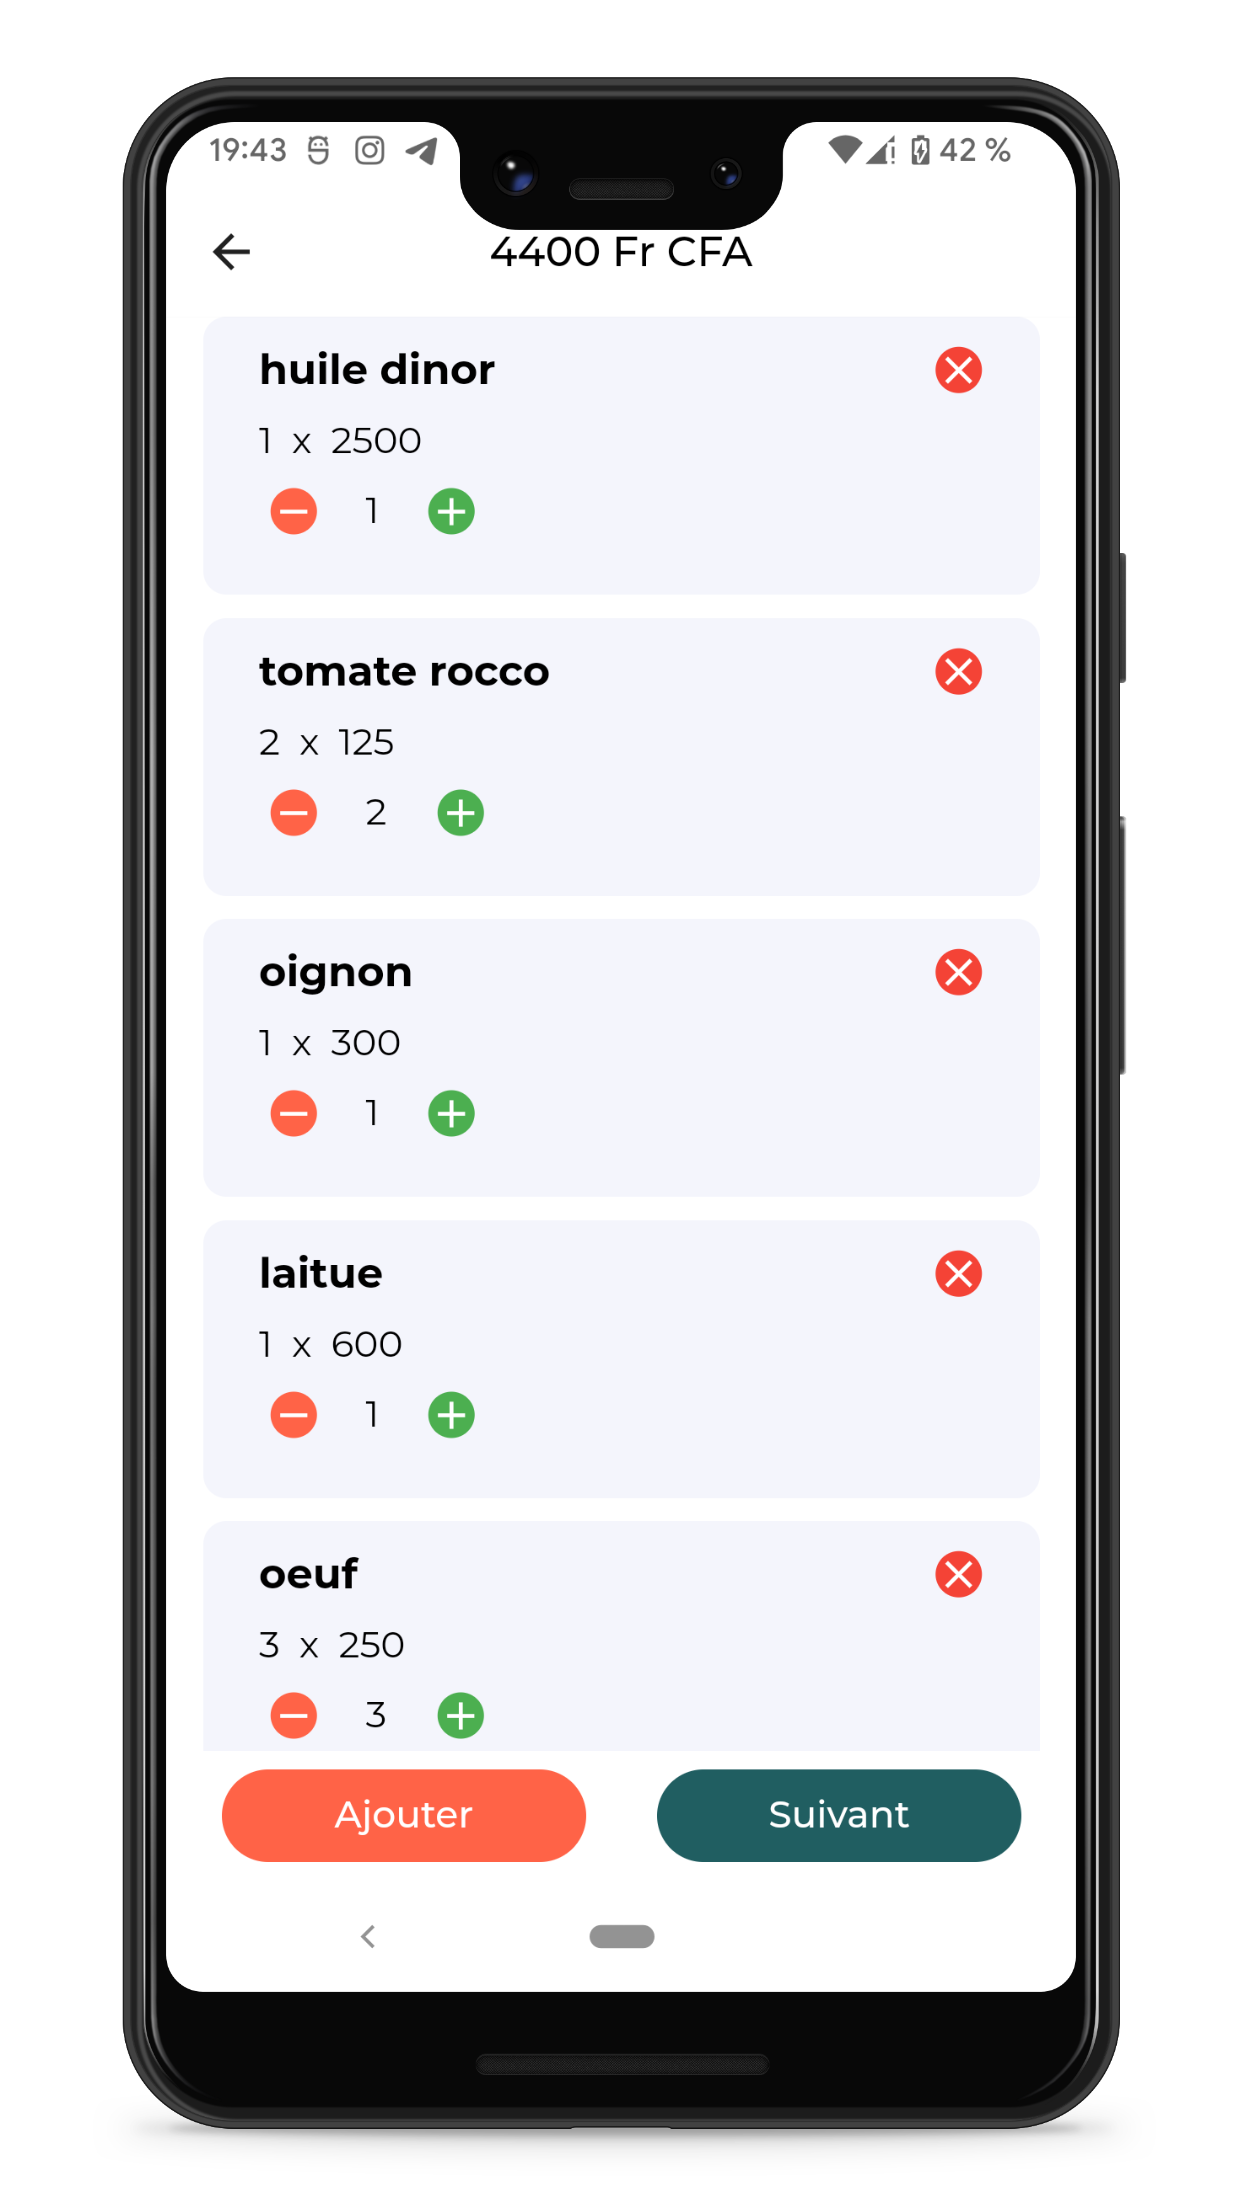 19:43 42 %
4400 Fr CFA
huile dinor
1 x 2500
1
tomate rocco
2 x 125
2
oignon
1 x 300
1
laitue
1 x 600
1
oeuf
3 x 250
3
Ajouter Suivant